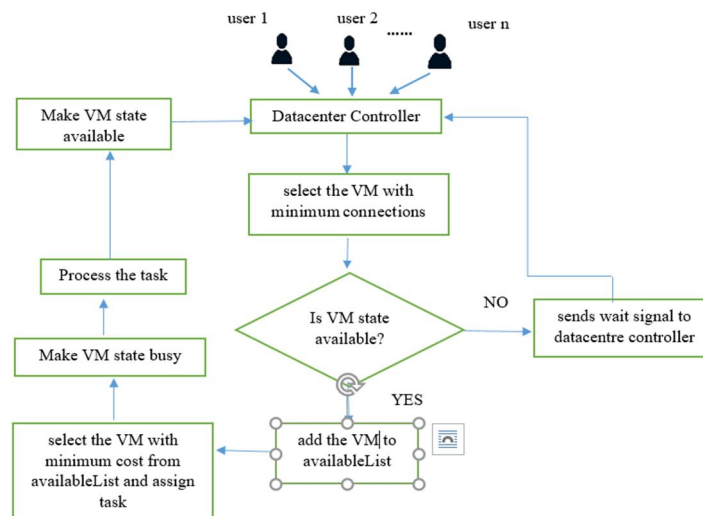 user 1
user 2
......
user n
Make VM state
available
Datacenter Controller
select the VM with
minimum connections
Process the task
Is VM state
available?
NO
sends wait signal to
datacentre controller
Make VM state busy
YES
select the VM with
minimum cost from
availableList and assign
task
add the VM to
availableList